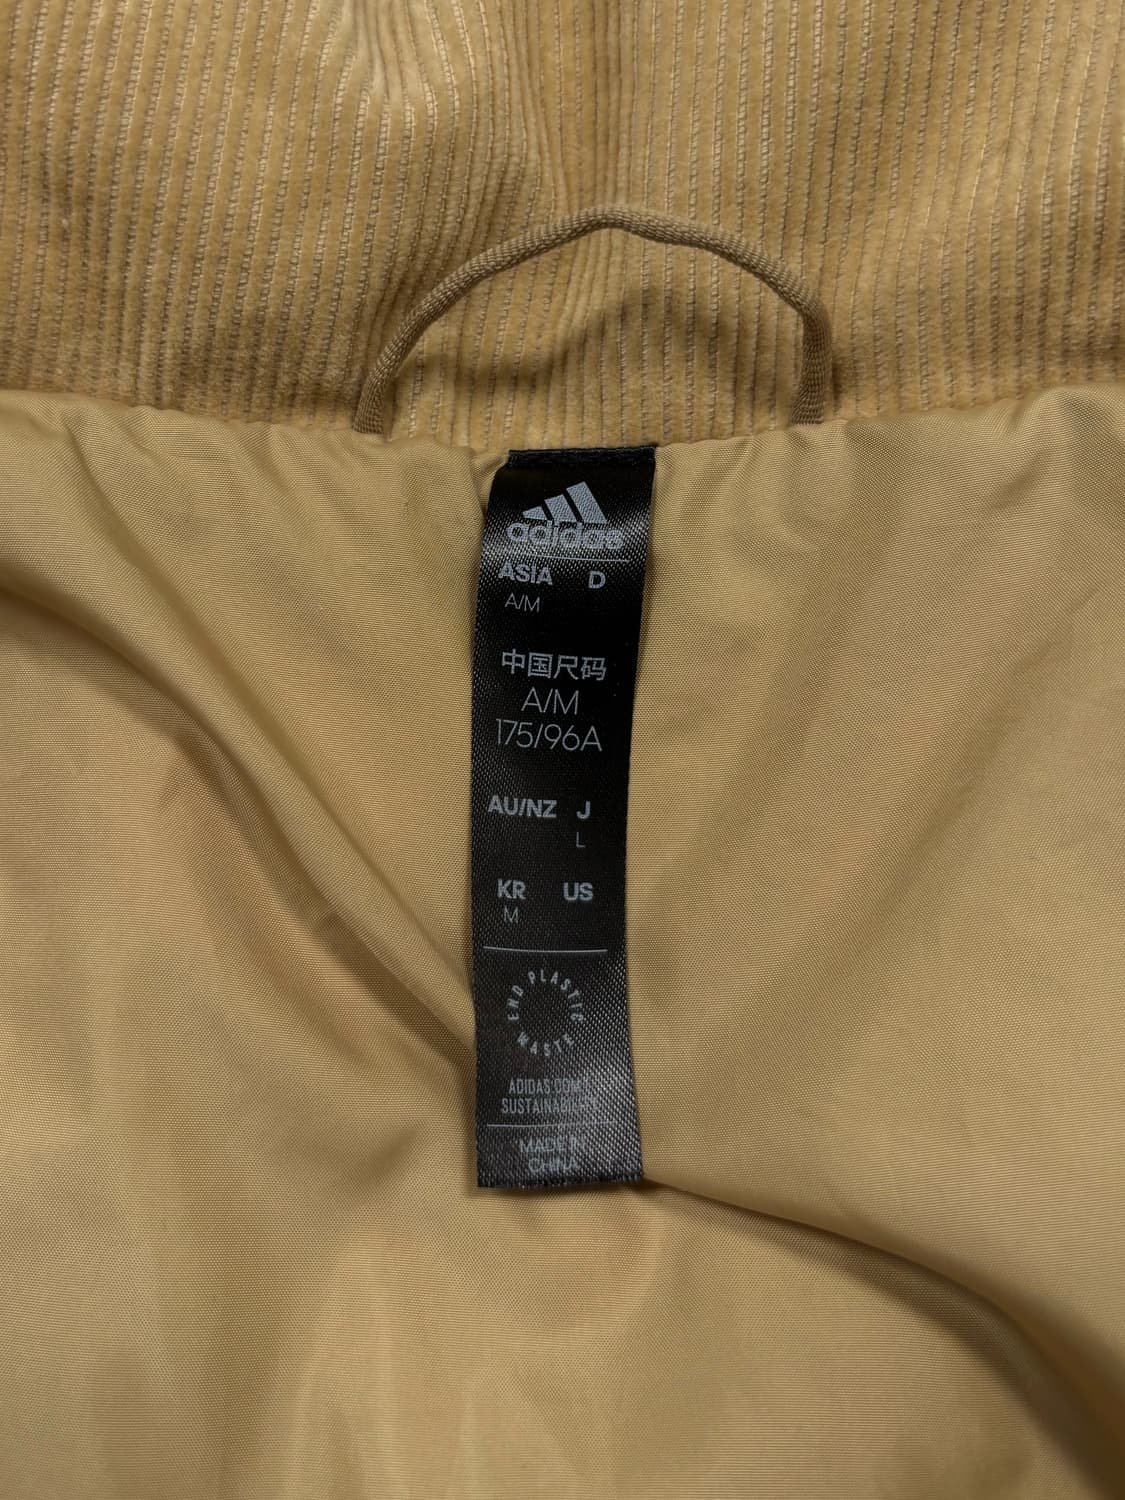 adidas
ASIA D
A/M
中国尺码
A/M
175/96A
AU/NZ J
L
KR US
M
END PLASTIC WASTE
ADIDAS.COM/
SUSTAINABILITY
MADE IN
CHINA